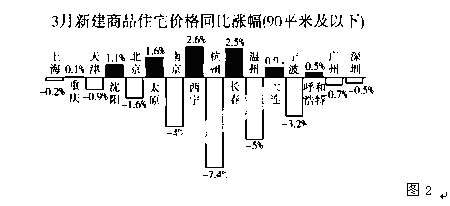 3月新建商品住宅价格同比涨幅(90平米及以下)
上海 -0.2%
重庆 0.1%
天津 -0.9%
沈阳 1.1%
北京 -1.6%
太原 1.6%
南京 -4%
西宁 2.6%
杭州 -7.4%
长春 2.5%
温州 -5%
大连 0.9
宁波 -3.2%
呼和浩特 0.5%
广州 -0.7%
深圳 -0.5%
图 2